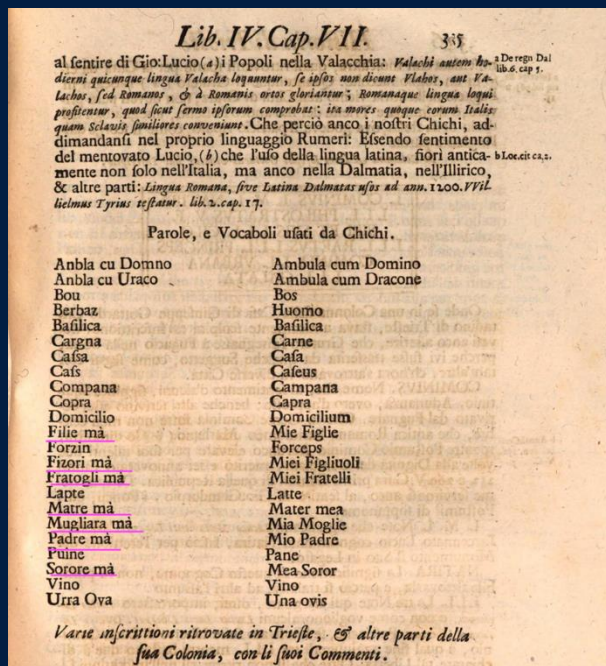 Lib. IV. Cap. VII. 335
al sentire di Gio: Lucio (a) i Popoli nella Valacchia: Valachi autem ho- a De regn Dal
dierni quicunque lingua Valacha loquuntur, se ipsos non dicunt Vlahos, aut Va- lib. 6. cap 5.
lachos, sed Romanos, & à Romanis ortos gloriantur; Romanaque lingua loqui
profitentur, quod sicut sermo ipsorum comprobat: ita mores quoque eorum Italis
quam Sclavis similiores conveniunt. Che perciò anco i nostri Chichi, ad-
dimandansi nel proprio linguaggio Rumeri: Essendo sentimento
del mentovato Lucio, (b) che l'uso della lingua latina, fiori antica- b Loc. cit ca, 2.
mente non solo nell'Italia, ma anco nella Dalmatia, nell'Illirico,
& altre parti: Lingua Romana, sive Latina Dalmatas usos ad ann. 1200. VVil-
lielmus Tyrius testatur. lib. 2. cap. 17.
Parole, e Vocaboli usati da Chichi.
Anbla cu Domno Ambula cum Domino
Anbla cu Uraco Ambula cum Dracone
Bou Bos
Berbaz Huomo
Basilica Basilica
Cargna Carne
Cassa Casa
Cass Caseus
Compana Campana
Copra Capra
Domicilio Domicilium
Filie mà Mie Figlie
Forzin Forceps
Fizori mà Miei Figliuoli
Fratogli mà Miei Fratelli
Lapte Latte
Matre mà Mater mea
Mugliara mà Mia Moglie
Padre mà Mio Padre
Puine Pane
Sorore mà Mea Soror
Vino Vino
Urra Ova Una ovis
Varie inscrittioni ritrovate in Trieste, & altre parti della
sua Colonia, con li suoi Commenti.